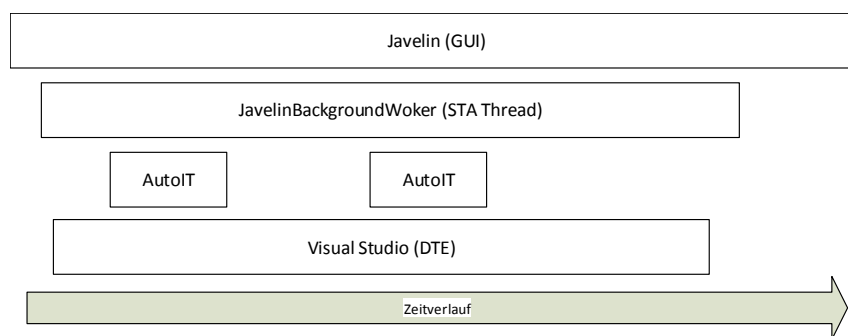 Javelin (GUI)
JavelinBackgroundWoker (STA Thread)
AutoIT
AutoIT
Visual Studio (DTE)
Zeitverlauf